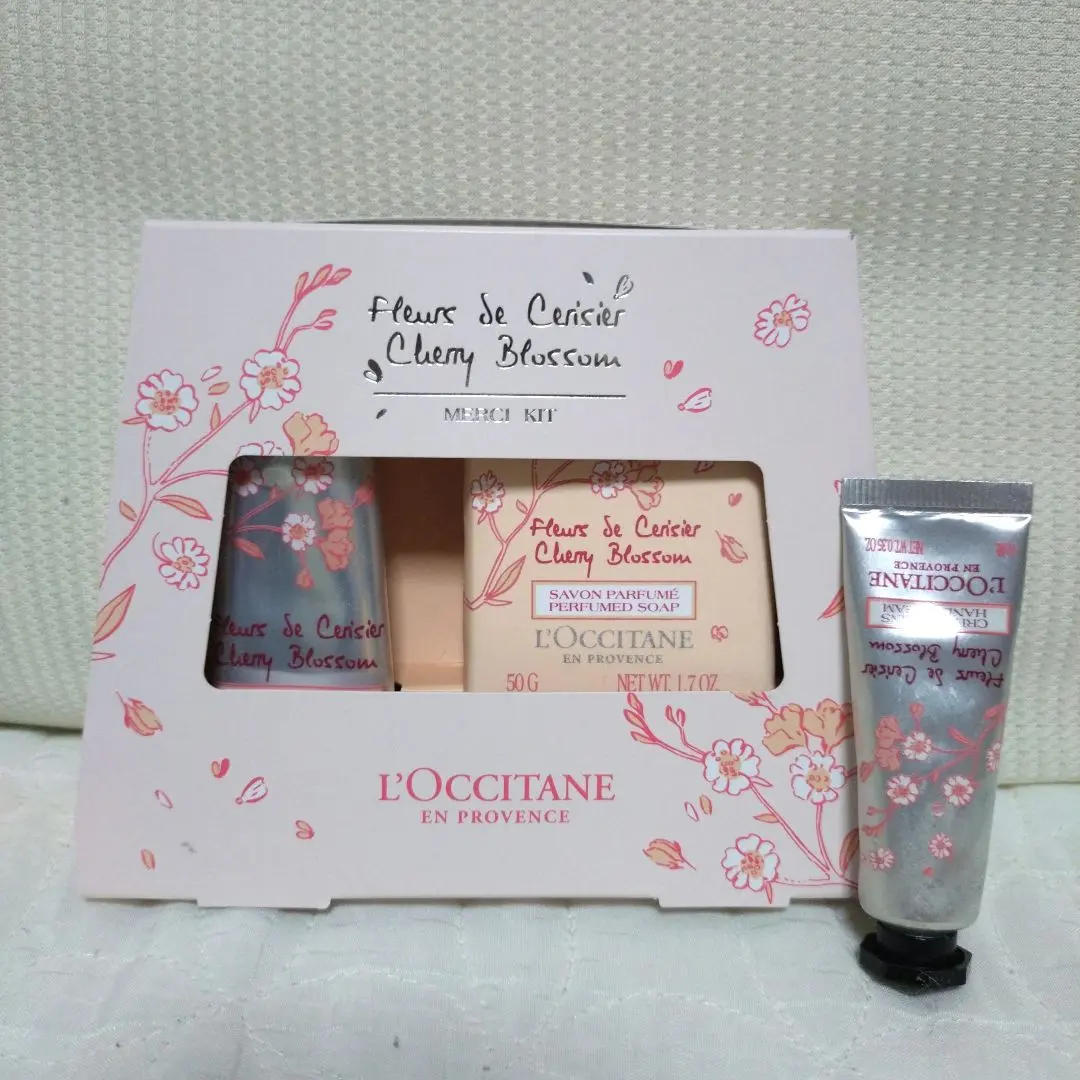 Fleurs de Cerisier
Cherry Blossom
MERCI KIT
Fleurs de Cerisier
Cherry Blossom
Fleurs de Cerisier
Cherry Blossom
SAVON PARFUMÉ
PERFUMED SOAP
L'OCCITANE
EN PROVENCE
50 G NET WT. 1.7 OZ
L'OCCITANE
EN PROVENCE
Fleurs de Cerisier
Cherry Blossom
HAND CREAM
L'OCCITANE
EN PROVENCE
NET WT. 0.35 OZ